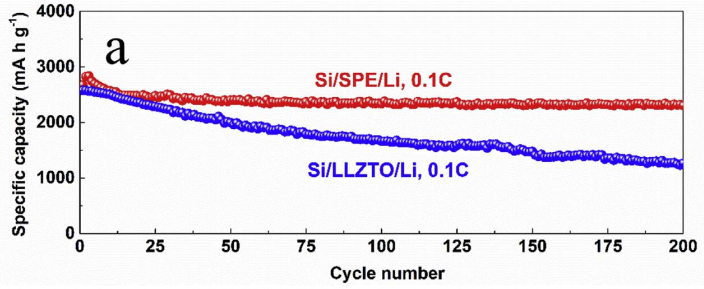 a
Si/SPE/Li, 0.1C
Si/LLZTO/Li, 0.1C
Specific capacity (mA h g⁻¹)
4000
3000
2000
1000
0
0 25 50 75 100 125 150 175 200
Cycle number